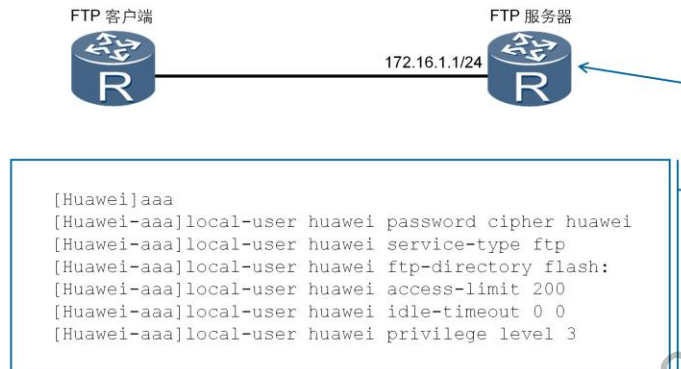 FTP 客户端
FTP 服务器
172.16.1.1/24
R
R
[Huawei]aaa
[Huawei-aaa]local-user huawei password cipher huawei
[Huawei-aaa]local-user huawei service-type ftp
[Huawei-aaa]local-user huawei ftp-directory flash:
[Huawei-aaa]local-user huawei access-limit 200
[Huawei-aaa]local-user huawei idle-timeout 0 0
[Huawei-aaa]local-user huawei privilege level 3